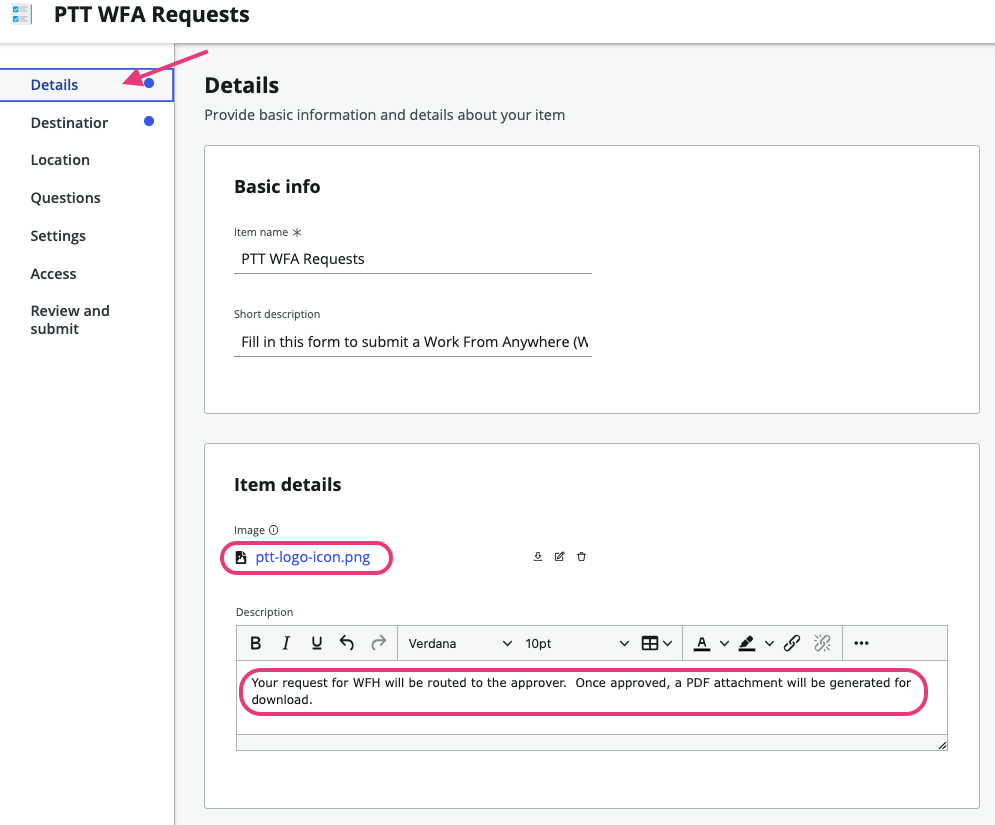 PTT WFA Requests
Details
Destination
Location
Questions
Settings
Access
Review and
submit
Details
Provide basic information and details about your item
Basic info
Item name *
PTT WFA Requests
Short description
Fill in this form to submit a Work From Anywhere (W
Item details
Image
ptt-logo-icon.png
Description
B I U Verdana 10pt A
Your request for WFH will be routed to the approver. Once approved, a PDF attachment will be generated for
download.